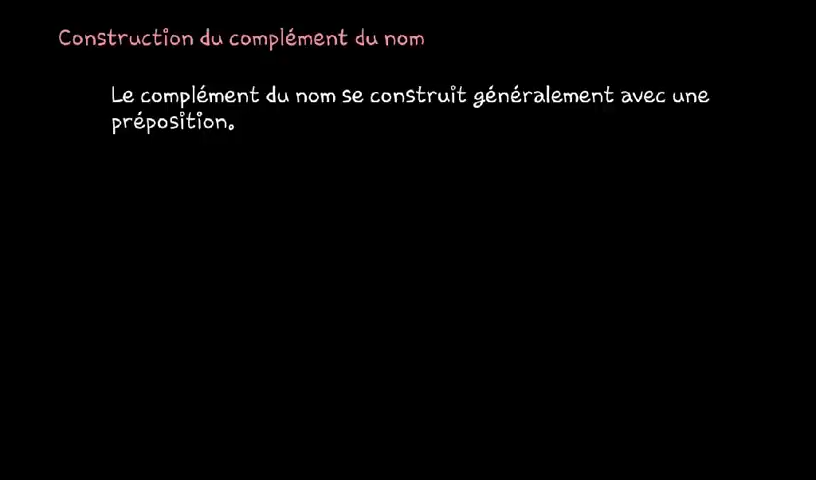 Construction du complément du nom
Le complément du nom se construit généralement avec une
préposition.